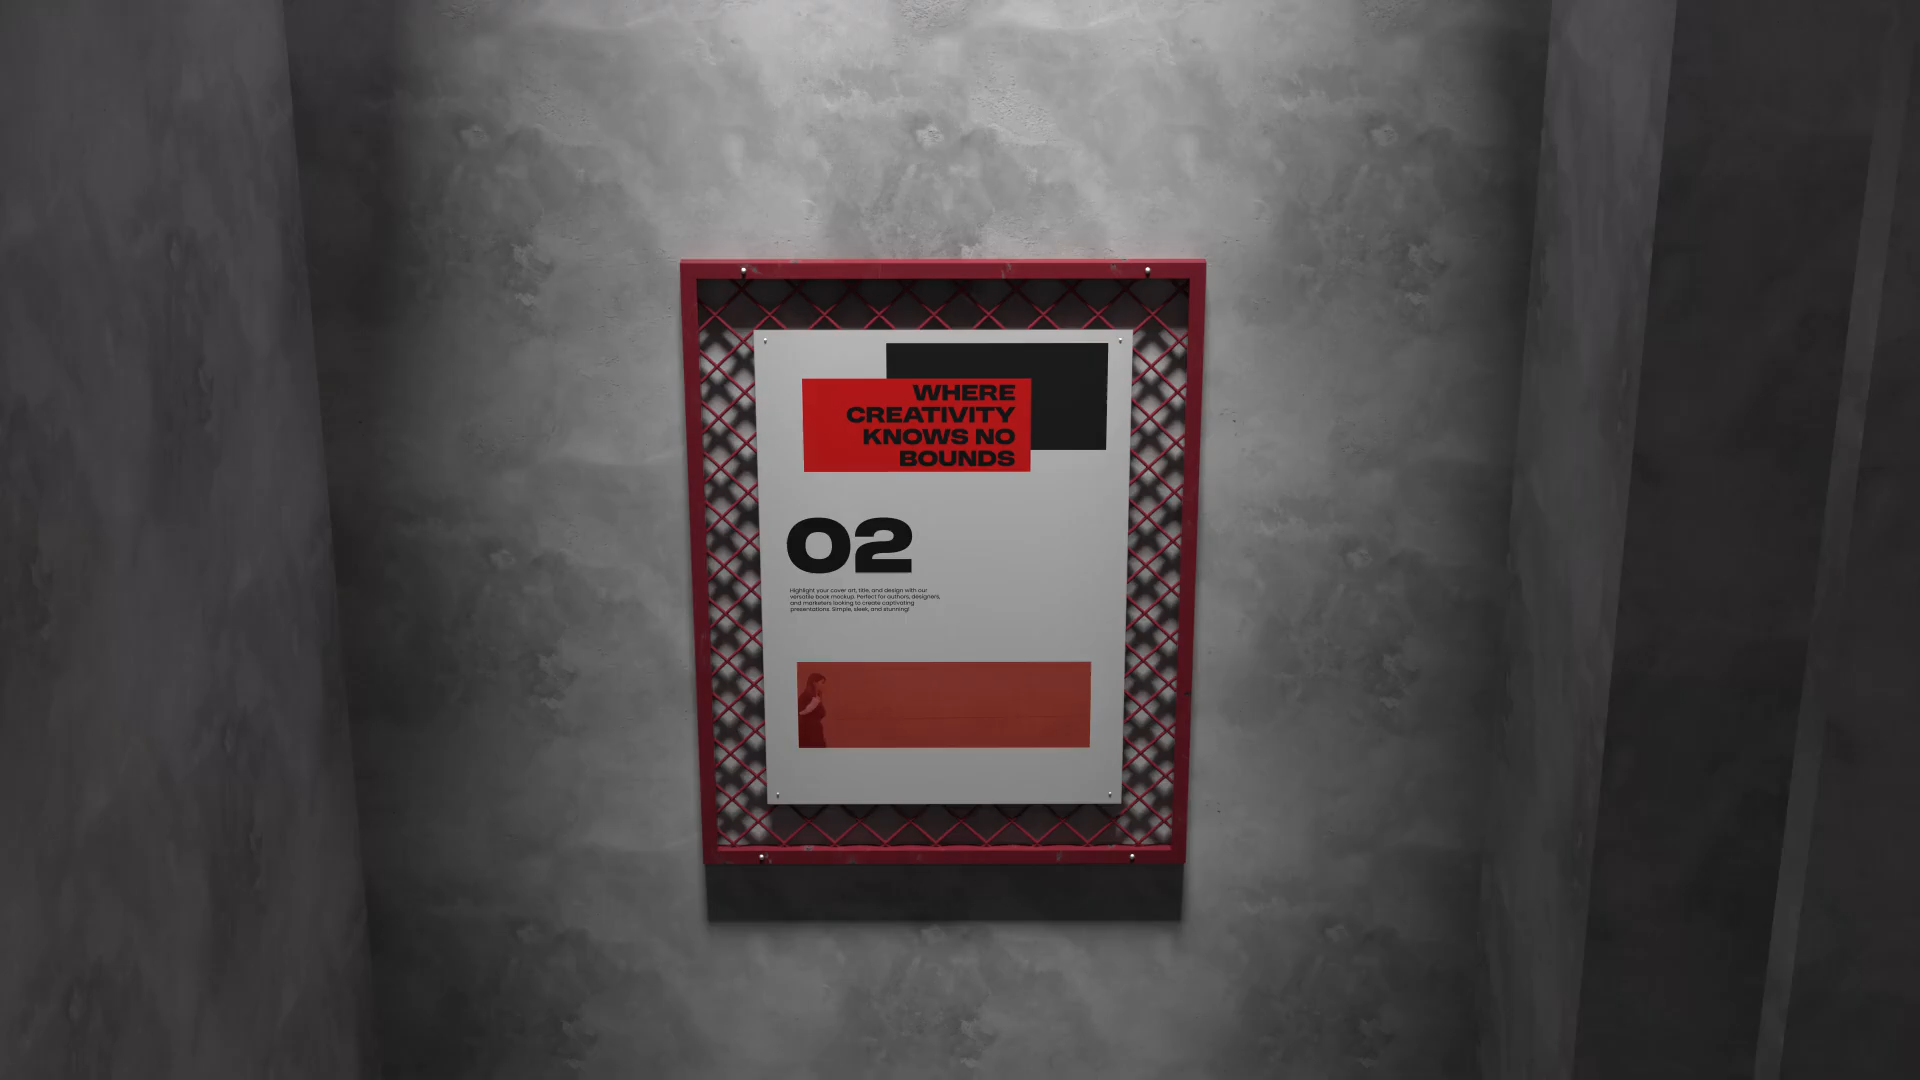 WHERE
CREATIVITY
KNOWS NO
BOUNDS
02
Highlight your cover art, title, and design with our
versatile book mockup. Perfect for authors, designers,
and marketers looking to create captivating
presentations. Simple, sleek, and stunning!